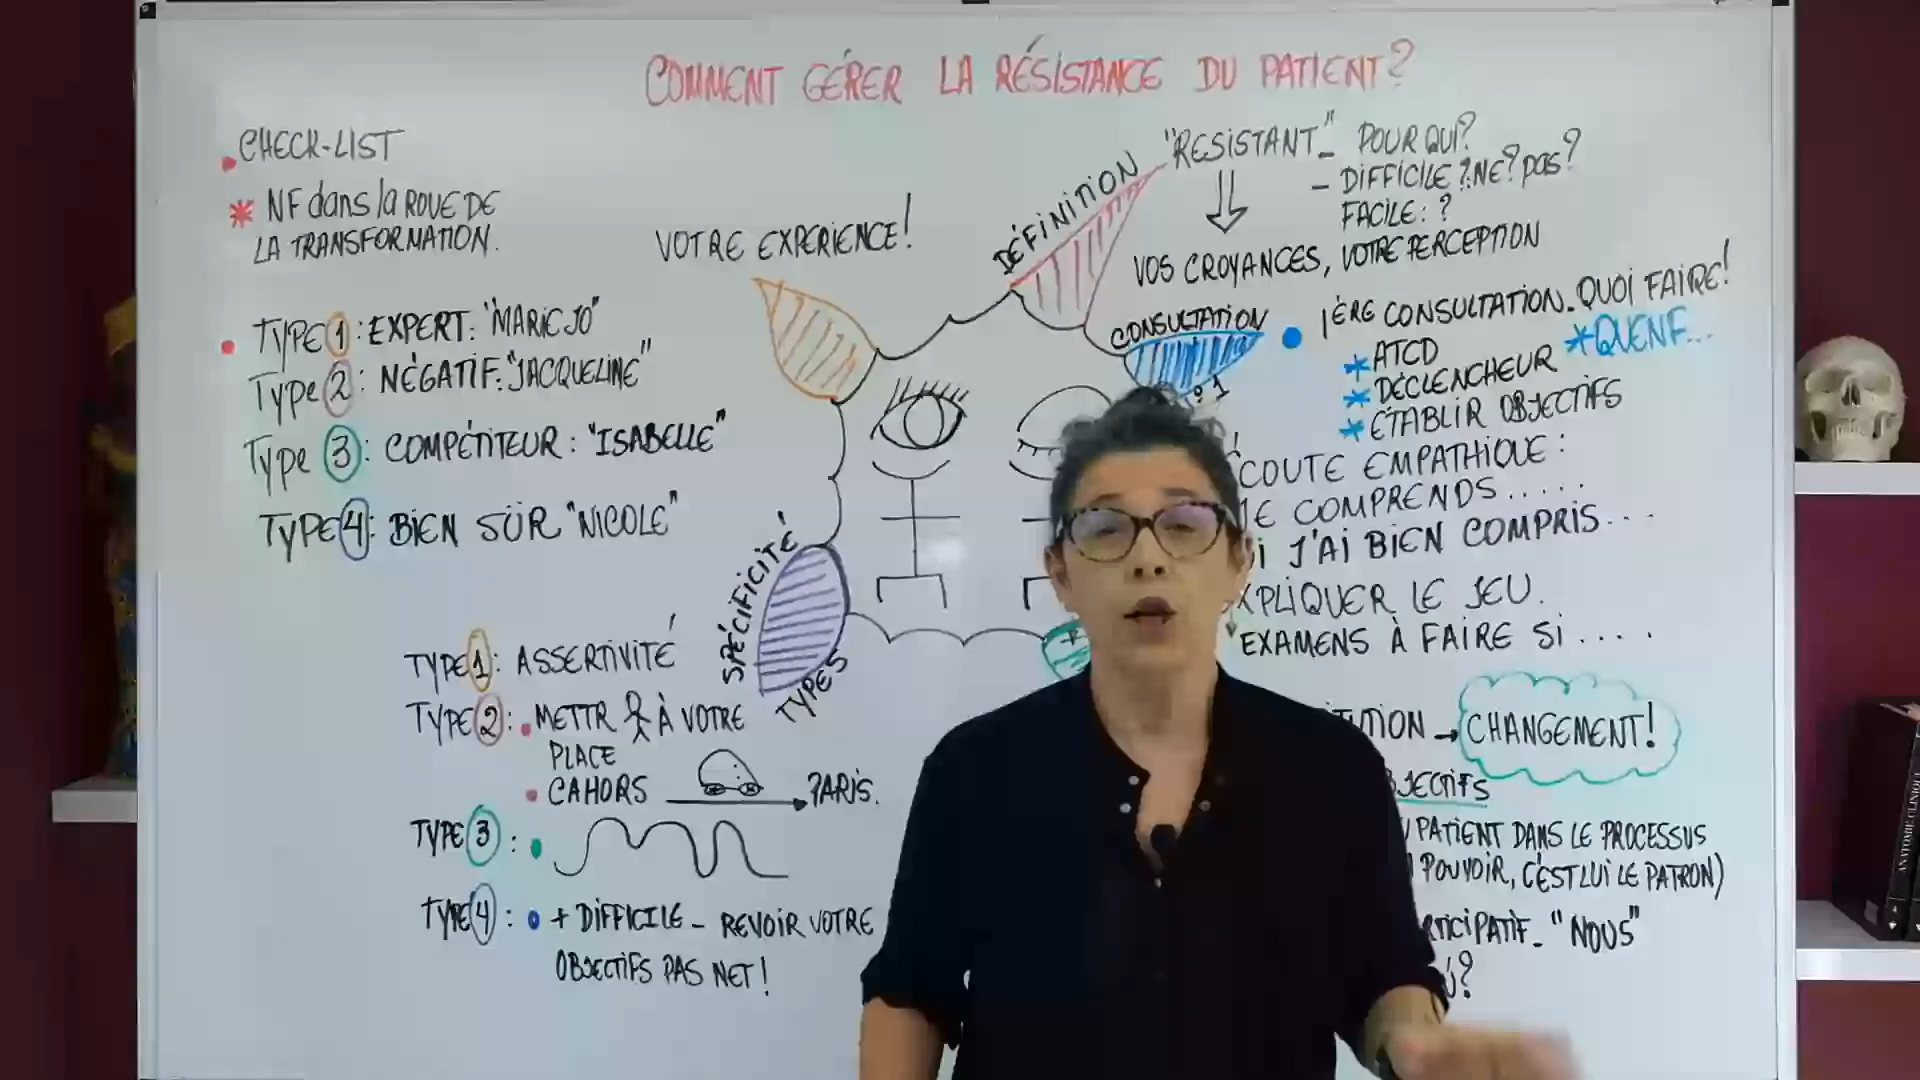 COMMENT GÉRER LA RÉSISTANCE DU PATIENT?
CHECK-LIST
NF dans la ROUE DE
LA TRANSFORMATION.
TYPE 1 : EXPERT: "MARIE JO"
Type 2 : NÉGATIF: "JACQUELINE"
Type 3 : COMPÉTITEUR : "ISABELLE"
TYPE 4 : BIEN SÛR "NICOLE"
VOTRE EXPERIENCE!
DÉFINITION
"RESISTANT" - POUR QUI?
- DIFFICILE ? NE? pas?
FACILE : ?
VOS CROYANCES, VOTRE PERCEPTION
CONSULTATION
N° 1
1ÈRE CONSULTATION. QUOI FAIRE!
* ATCD
* QUENF...
* DÉCLENCHEUR
* ÉTABLIR OBJECTIFS
COUTE EMPATHIQUE :
JE COMPRENDS.....
I J'AI BIEN COMPRIS...
XPLIQUER LE JEU.
EXAMENS À FAIRE SI ....
SPÉCIFICITÉ
TYPES
TYPE 1 : ASSERTIVITÉ
TYPE 2 : METTR À VOTRE
PLACE
CAHORS → PARIS.
TYPE 3 :
TYPE 4 : + DIFFICILE - REVOIR VOTRE
OBJECTIFS PAS NET!
TUTION → CHANGEMENT!
JECTIFS
PATIENT DANS LE PROCESSUS
POUVOIR, C'EST LUI LE PATRON)
RTICIPATIF - "NOUS"
Ù?